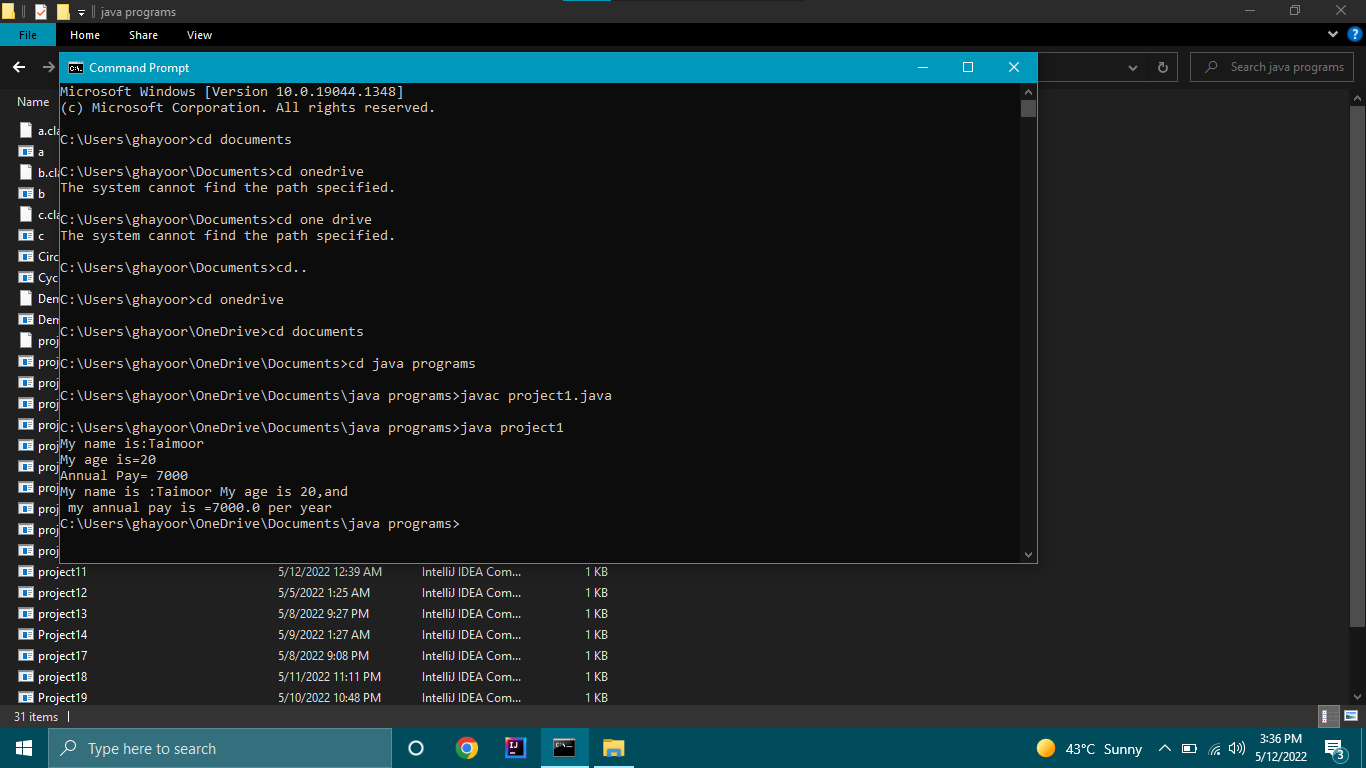 java programs
File Home Share View
Search java programs
Name
Command Prompt
Microsoft Windows [Version 10.0.19044.1348]
(c) Microsoft Corporation. All rights reserved.
C:\Users\ghayoor>cd documents
C:\Users\ghayoor\Documents>cd onedrive
The system cannot find the path specified.
C:\Users\ghayoor\Documents>cd one drive
The system cannot find the path specified.
C:\Users\ghayoor\Documents>cd..
C:\Users\ghayoor>cd onedrive
C:\Users\ghayoor\OneDrive>cd documents
C:\Users\ghayoor\OneDrive\Documents>cd java programs
C:\Users\ghayoor\OneDrive\Documents\java programs>javac project1.java
C:\Users\ghayoor\OneDrive\Documents\java programs>java project1
My name is:Taimoor
My age is=20
Annual Pay= 7000
My name is :Taimoor My age is 20,and
my annual pay is =7000.0 per year
C:\Users\ghayoor\OneDrive\Documents\java programs>
a.cla
a
b.cl
b
c.cla
c
Circ
Cyc
Den
Den
proj
proj
proj
proj
proj
proj
proj
proj
proj
proj
proj
project11 5/12/2022 12:39 AM IntelliJ IDEA Com... 1 KB
project12 5/5/2022 1:25 AM IntelliJ IDEA Com... 1 KB
project13 5/8/2022 9:27 PM IntelliJ IDEA Com... 1 KB
Project14 5/9/2022 1:27 AM IntelliJ IDEA Com... 1 KB
project17 5/8/2022 9:08 PM IntelliJ IDEA Com... 1 KB
project18 5/11/2022 11:11 PM IntelliJ IDEA Com... 1 KB
Project19 5/10/2022 10:48 PM IntelliJ IDEA Com... 1 KB
31 items
Type here to search
43°C Sunny
3:36 PM
5/12/2022
3